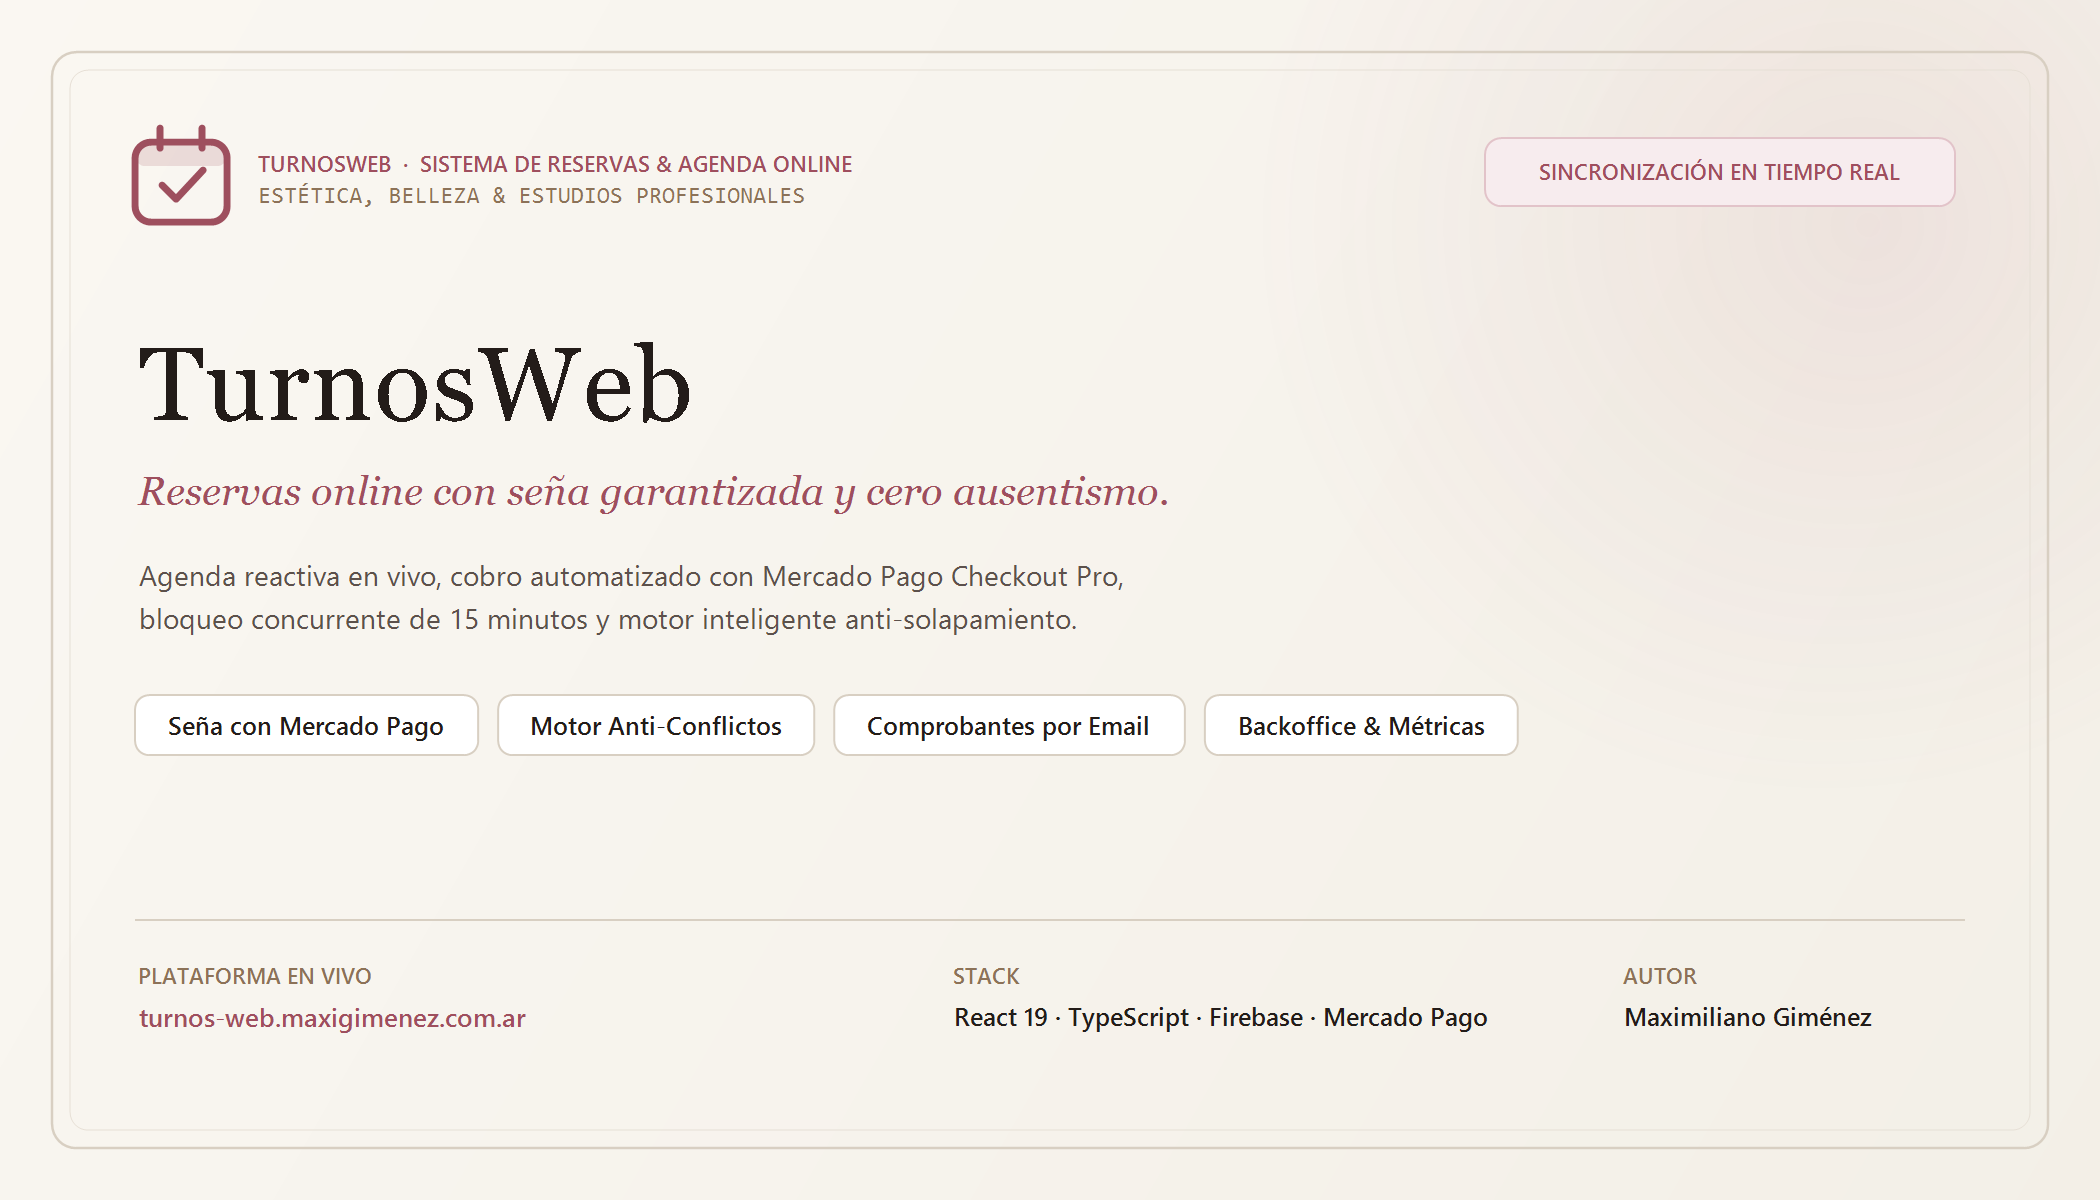 TURNOSWEB · SISTEMA DE RESERVAS & AGENDA ONLINE
ESTÉTICA, BELLEZA & ESTUDIOS PROFESIONALES
SINCRONIZACIÓN EN TIEMPO REAL
TurnosWeb
Reservas online con seña garantizada y cero ausentismo.
Agenda reactiva en vivo, cobro automatizado con Mercado Pago Checkout Pro,
bloqueo concurrente de 15 minutos y motor inteligente anti-solapamiento.
Seña con Mercado Pago
Motor Anti-Conflictos
Comprobantes por Email
Backoffice & Métricas
PLATAFORMA EN VIVO
turnos-web.maxigimenez.com.ar
STACK
React 19 · TypeScript · Firebase · Mercado Pago
AUTOR
Maximiliano Giménez